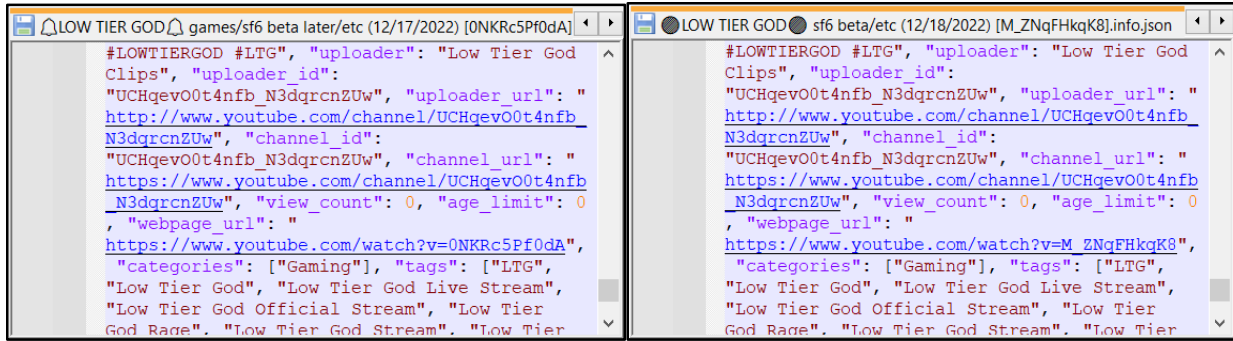 🔔LOW TIER GOD🔔 games/sf6 beta later/etc (12/17/2022) [0NKRc5Pf0dA]
#LOWTIERGOD #LTG", "uploader": "Low Tier God
Clips", "uploader_id":
"UCHqevO0t4nfb_N3dqrcnZUw", "uploader_url": "
http://www.youtube.com/channel/UCHqevO0t4nfb_
N3dqrcnZUw", "channel_id":
"UCHqevO0t4nfb_N3dqrcnZUw", "channel_url": "
https://www.youtube.com/channel/UCHqevO0t4nfb
_N3dqrcnZUw", "view_count": 0, "age_limit": 0
, "webpage_url": "
https://www.youtube.com/watch?v=0NKRc5Pf0dA",
"categories": ["Gaming"], "tags": ["LTG",
"Low Tier God", "Low Tier God Live Stream",
"Low Tier God Official Stream", "Low Tier
God Rage", "Low Tier God Stream", "Low Tier
LOW TIER GOD sf6 beta/etc (12/18/2022) [M_ZNqFHkqK8].info.json
#LOWTIERGOD #LTG", "uploader": "Low Tier God
Clips", "uploader_id":
"UCHqevO0t4nfb_N3dqrcnZUw", "uploader_url": "
http://www.youtube.com/channel/UCHqevO0t4nfb_
N3dqrcnZUw", "channel_id":
"UCHqevO0t4nfb_N3dqrcnZUw", "channel_url": "
https://www.youtube.com/channel/UCHqevO0t4nfb
_N3dqrcnZUw", "view_count": 0, "age_limit": 0
, "webpage_url": "
https://www.youtube.com/watch?v=M_ZNqFHkqK8",
"categories": ["Gaming"], "tags": ["LTG",
"Low Tier God", "Low Tier God Live Stream",
"Low Tier God Official Stream", "Low Tier
God Rage", "Low Tier God Stream", "Low Tier